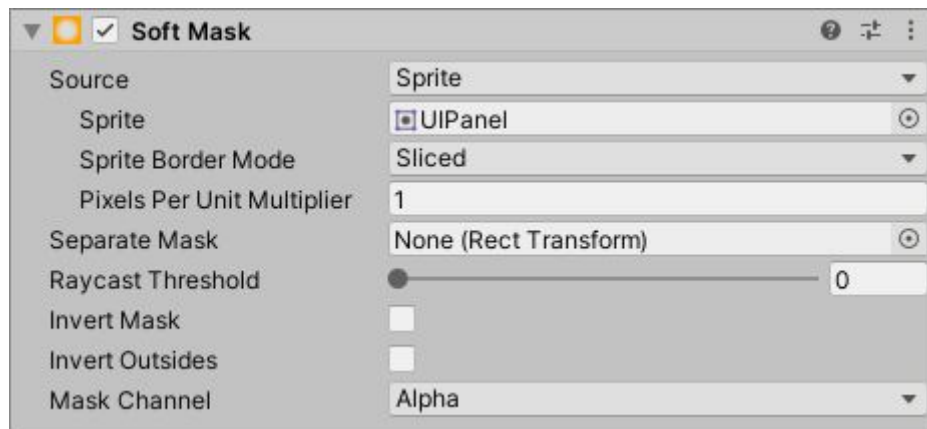 Soft Mask
Source Sprite
Sprite UIPanel
Sprite Border Mode Sliced
Pixels Per Unit Multiplier 1
Separate Mask None (Rect Transform)
Raycast Threshold 0
Invert Mask
Invert Outsides
Mask Channel Alpha